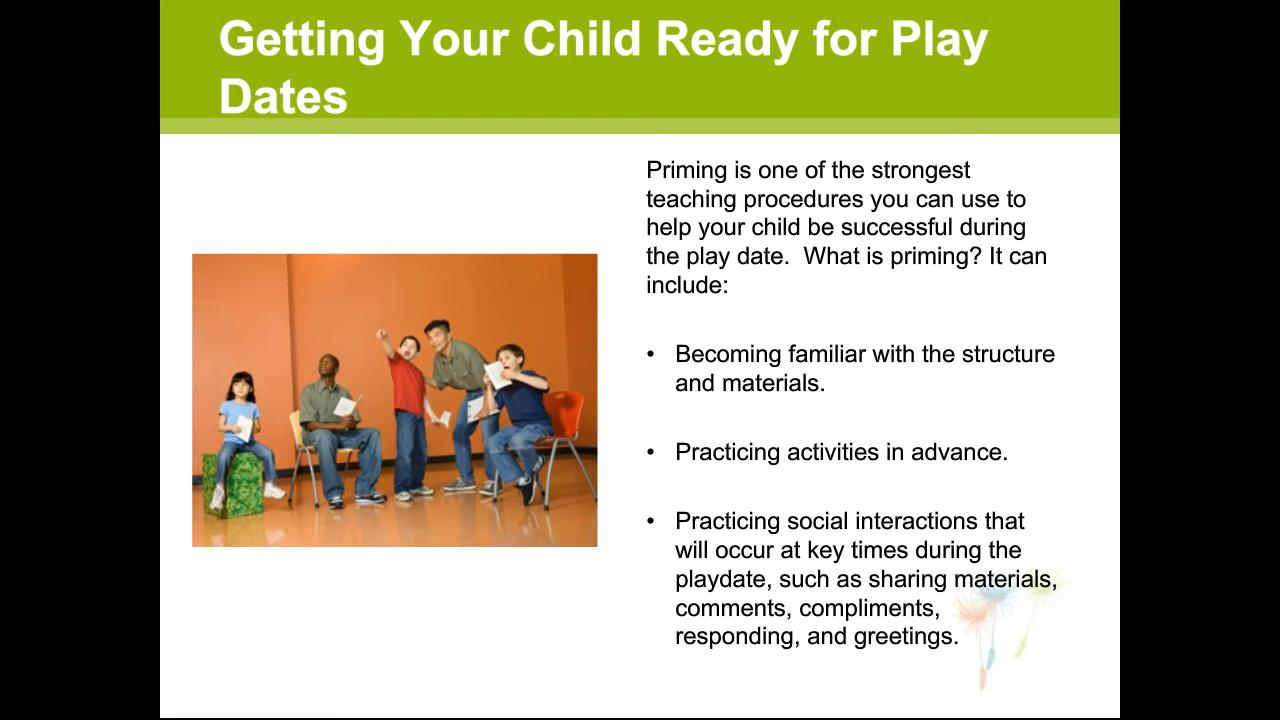 Getting Your Child Ready for Play
Dates
Priming is one of the strongest
teaching procedures you can use to
help your child be successful during
the play date.  What is priming? It can
include:
• Becoming familiar with the structure
and materials.
• Practicing activities in advance.
• Practicing social interactions that
will occur at key times during the
playdate, such as sharing materials,
comments, compliments,
responding, and greetings.